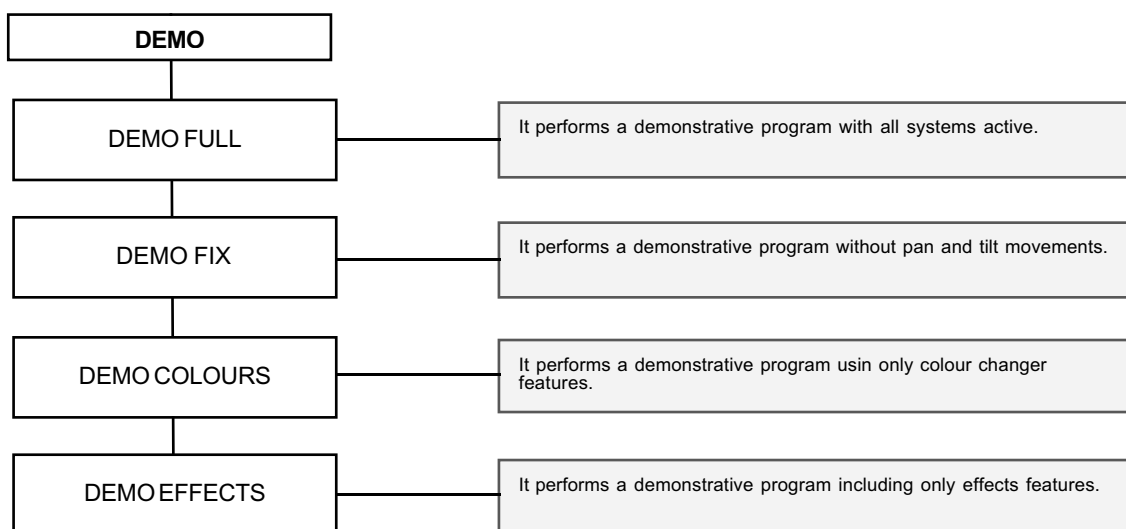 DEMO
DEMO FULL
It performs a demonstrative program with all systems active.
DEMO FIX
It performs a demonstrative program without pan and tilt movements.
DEMO COLOURS
It performs a demonstrative program usin only colour changer
features.
DEMO EFFECTS
It performs a demonstrative program including only effects features.